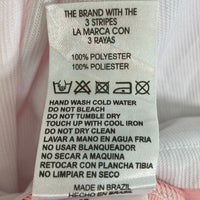 THE BRAND WITH THE
3 STRIPES
LA MARCA CON
3 RAYAS
100% POLYESTER
100% POLIESTER
HAND WASH COLD WATER
DO NOT BLEACH
DO NOT TUMBLE DRY
TOUCH UP WITH COOL IRON
DO NOT DRY CLEAN
LAVAR A MANO EN AGUA FRIA
NO USAR BLANQUEADOR
NO SECAR A MAQUINA
RETOCAR CON PLANCHA TIBIA
NO LIMPIAR EN SECO
MADE IN BRAZIL
HECHO EN BRASIL